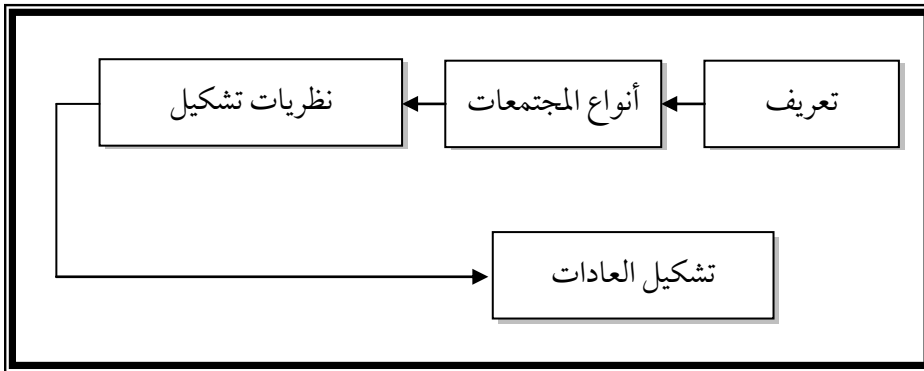 تعريف
أنواع المجتمعات
نظريات تشكيل
تشكيل العادات